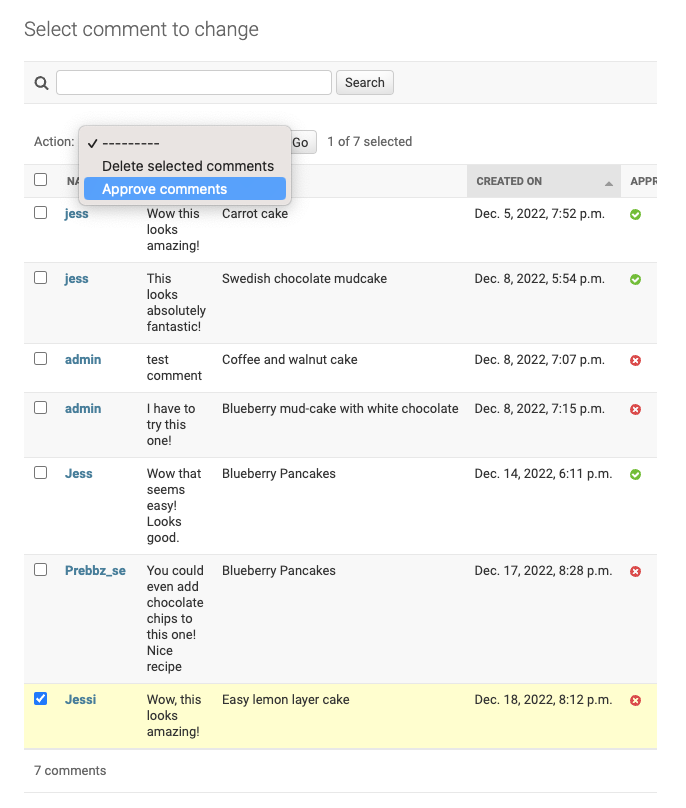 Select comment to change
Search
Action:
✓ ---------
Go
1 of 7 selected
Delete selected comments
Approve comments
CREATED ON
jess
Wow this
looks
amazing!
Carrot cake
Dec. 5, 2022, 7:52 p.m.
jess
This
looks
absolutely
fantastic!
Swedish chocolate mudcake
Dec. 8, 2022, 5:54 p.m.
admin
test
comment
Coffee and walnut cake
Dec. 8, 2022, 7:07 p.m.
admin
I have to
try this
one!
Blueberry mud-cake with white chocolate
Dec. 8, 2022, 7:15 p.m.
Jess
Wow that
seems
easy!
Looks
good.
Blueberry Pancakes
Dec. 14, 2022, 6:11 p.m.
Prebbz_se
You could
even add
chocolate
chips to
this one!
Nice
recipe
Blueberry Pancakes
Dec. 17, 2022, 8:28 p.m.
Jessi
Wow, this
looks
amazing!
Easy lemon layer cake
Dec. 18, 2022, 8:12 p.m.
7 comments